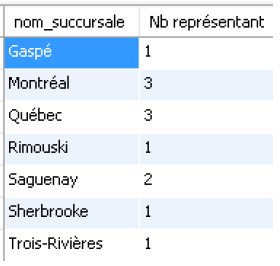 nom_succursale Nb représentant
Gaspé 1
Montréal 3
Québec 3
Rimouski 1
Saguenay 2
Sherbrooke 1
Trois-Rivières 1